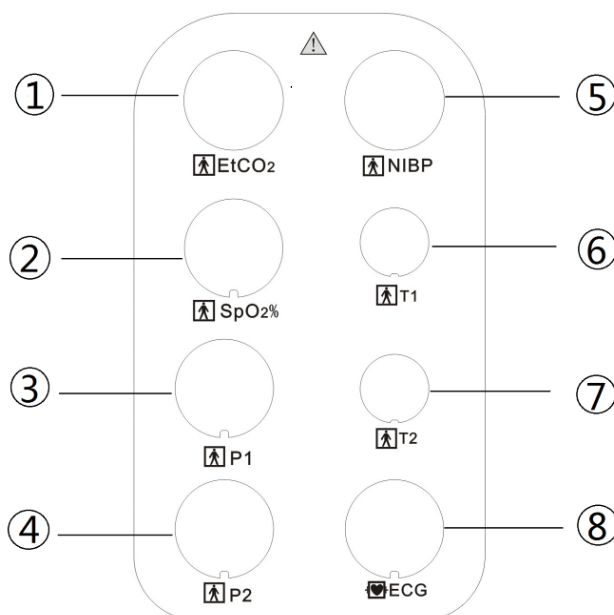 ① ⑤
EtCO₂ NIBP
② ⑥
SpO₂% T1
③ ⑦
P1 T2
④ ⑧
P2 ECG